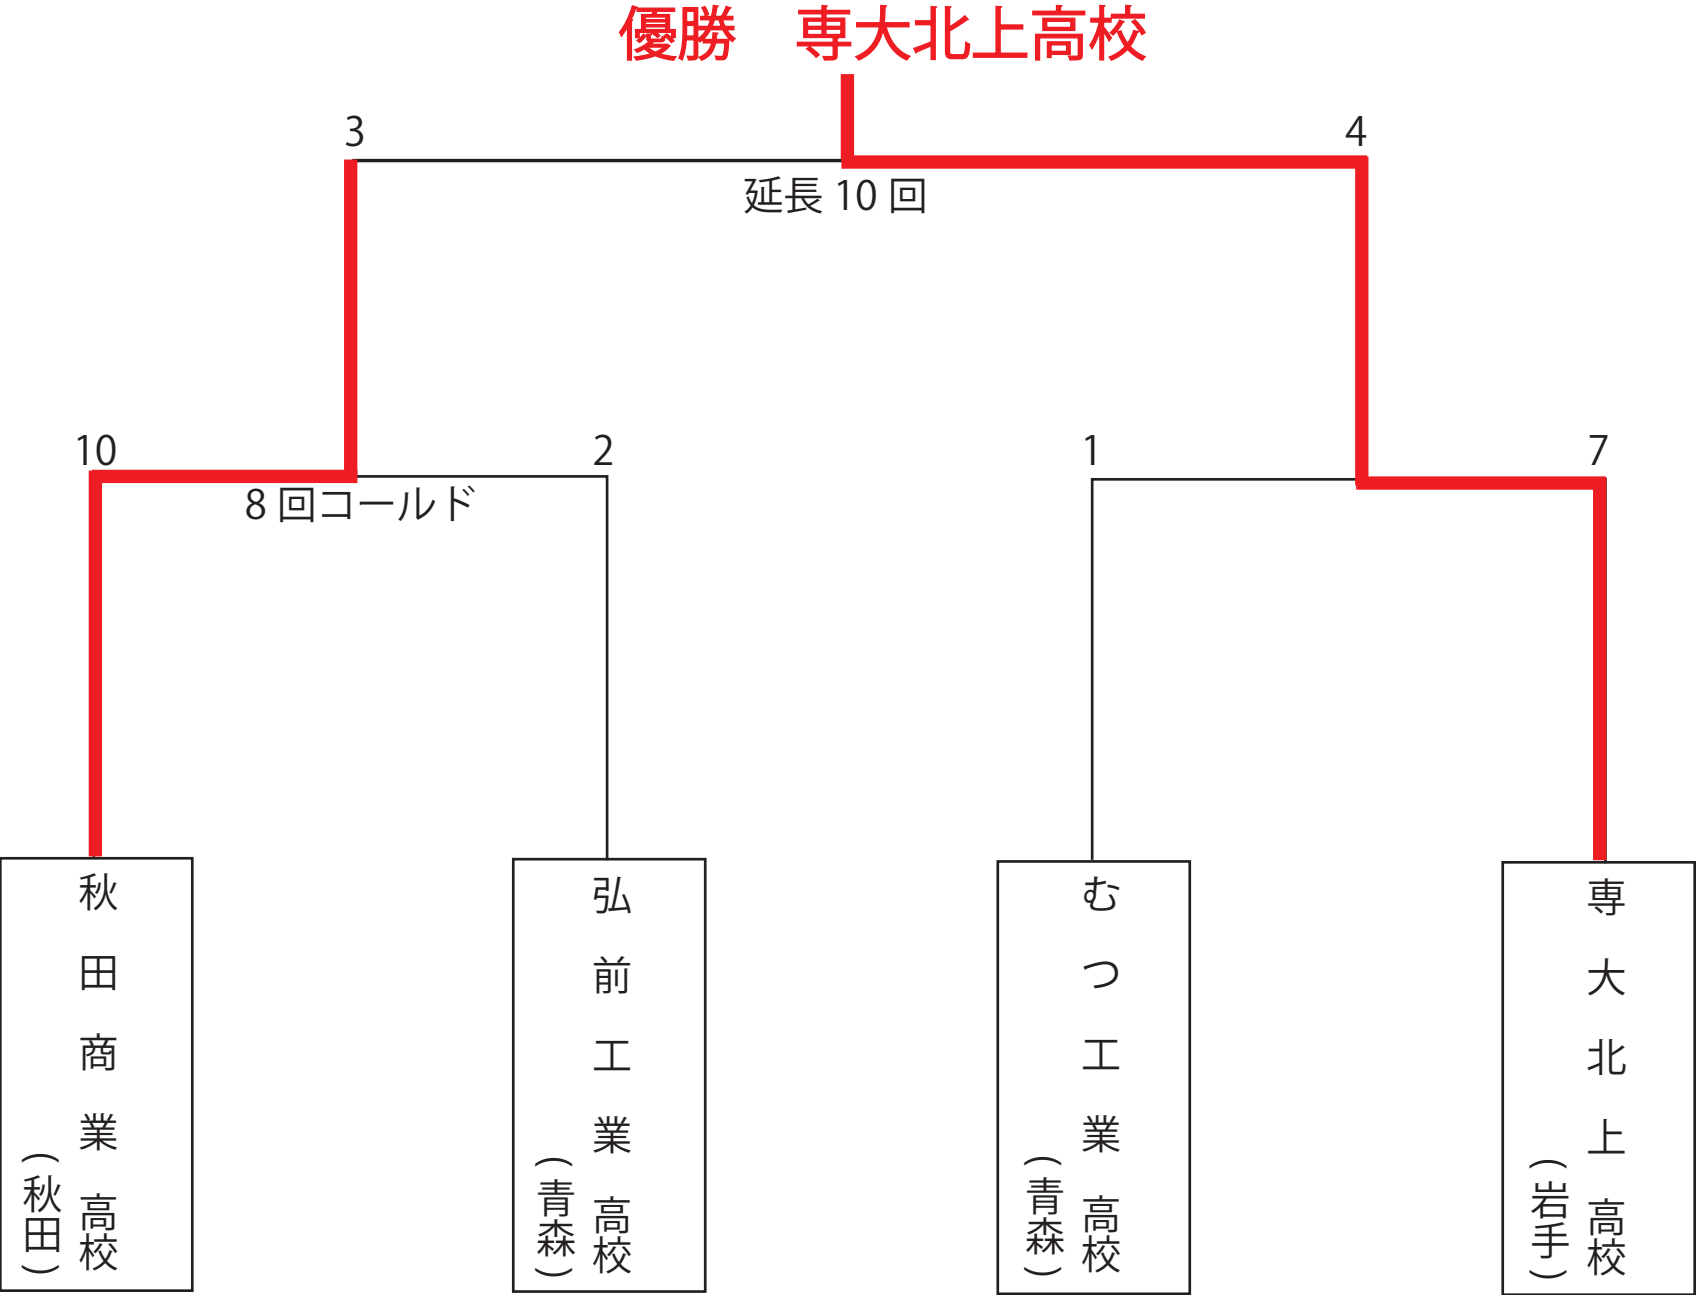 優勝　専大北上高校
3
4
延長 10 回
10
2
1
7
8 回コールド
秋田商業高校
(秋田)
弘前工業高校
(青森)
むつ工業高校
(青森)
専大北上高校
(岩手)